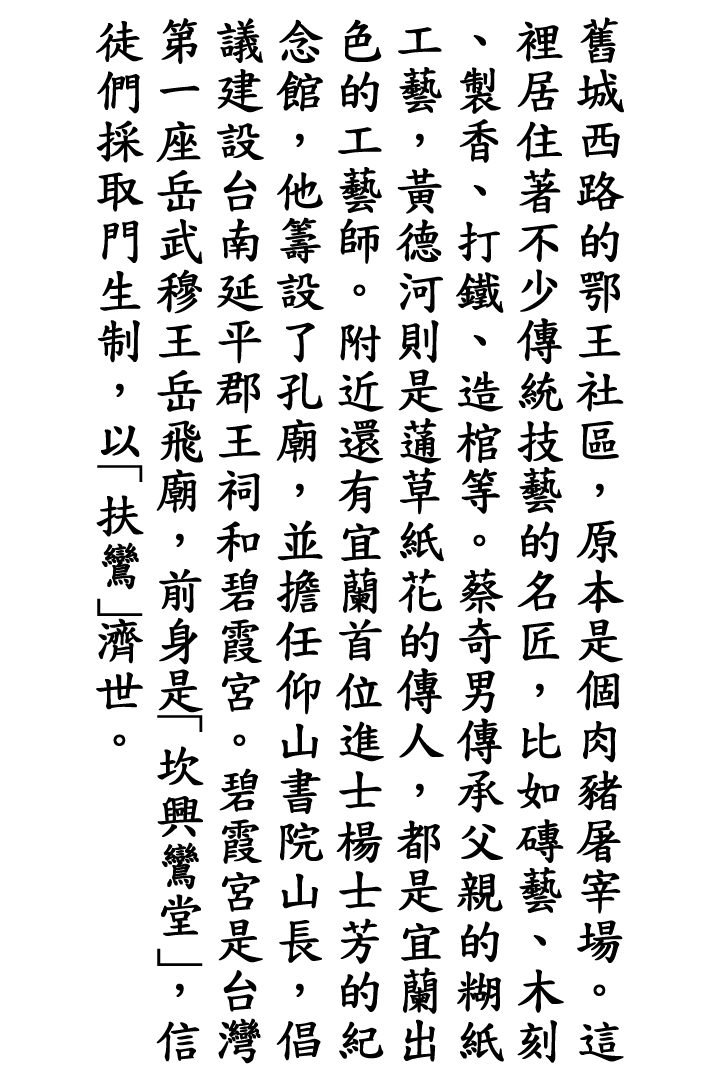 舊城西路的鄂王社區，原本是個肉豬屠宰場。這
裡居住著不少傳統技藝的名匠，比如磚藝、木刻
、製香、打鐵、造棺等。蔡奇男傳承父親的糊紙
工藝，黃德河則是蓪草紙花的傳人，都是宜蘭出
色的工藝師。附近還有宜蘭首位進士楊士芳的紀
念館，他籌設了孔廟，並擔任仰山書院山長，倡
議建設台南延平郡王祠和碧霞宮。碧霞宮是台灣
第一座岳武穆王岳飛廟，前身是「坎興鸞堂」，信
徒們採取門生制，以「扶鸞」濟世。